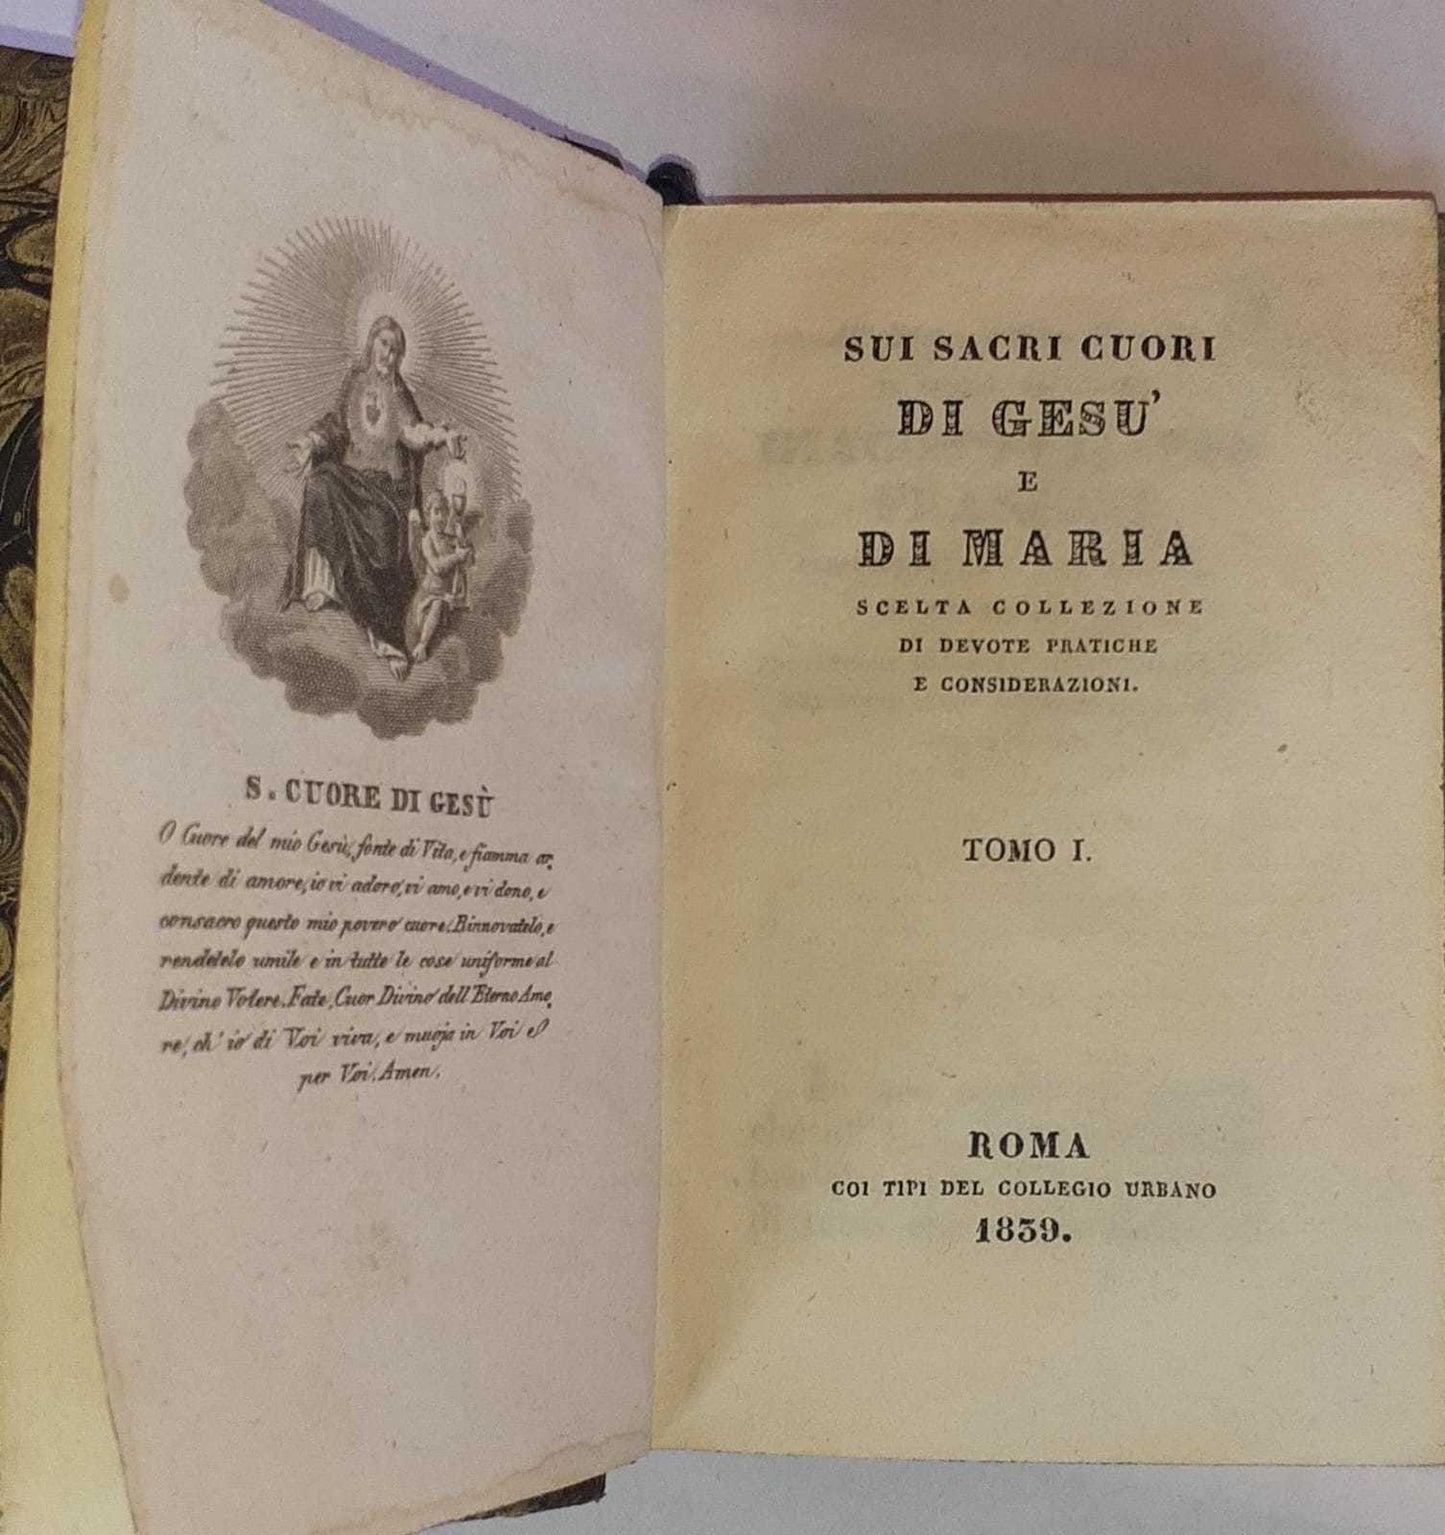 S. CUORE DI GESÙ
O Cuore del mio Gesù, fonte di Vita, e fiamma ar,
dente di amore, io vi adoro, vi amo, e vi dono, e
consacro questo mio povero cuore. Rinnovatelo, e
rendetelo umile e in tutte le cose uniforme al
Divino Volere. Fate, Cuor Divino dell'Eterno Amo,
re, ch' io di Voi viva, e muoja in Voi e
per Voi. Amen.
SUI SACRI CUORI
DI GESU'
E
DI MARIA
SCELTA COLLEZIONE
DI DEVOTE PRATICHE
E CONSIDERAZIONI.
TOMO I.
ROMA
COI TIPI DEL COLLEGIO URBANO
1839.